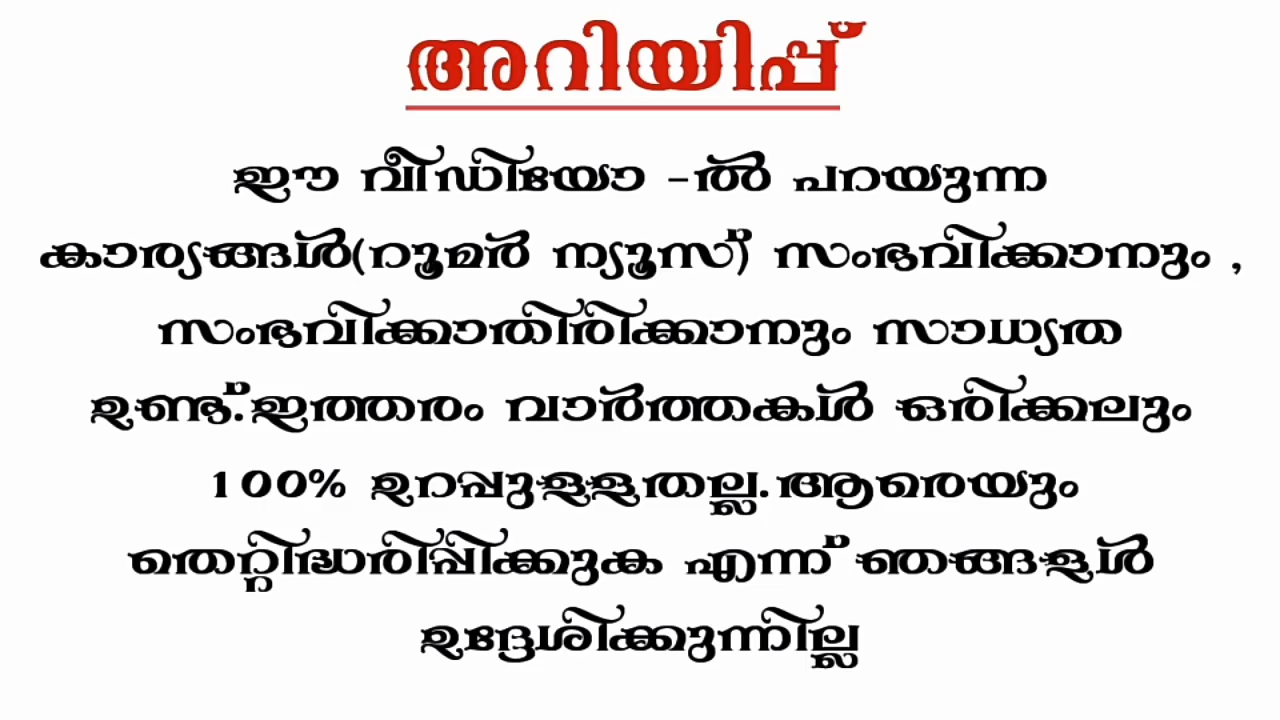 അറിയിപ്പ്
ഈ വീഡിയോ -ൽ പറയുന്ന
കാര്യങ്ങൾ(റൂമർ ന്യൂസ്) സംഭവിക്കാനും ,
സംഭവിക്കാതിരിക്കാനും സാധ്യത
ഉണ്ട്.ഇത്തരം വാർത്തകൾ ഒരിക്കലും
100% ഉറപ്പുള്ളതല്ല.ആരെയും
തെറ്റിദ്ധരിപ്പിക്കുക എന്ന് ഞങ്ങളൾ
ഉദ്ദേശിക്കുന്നില്ല